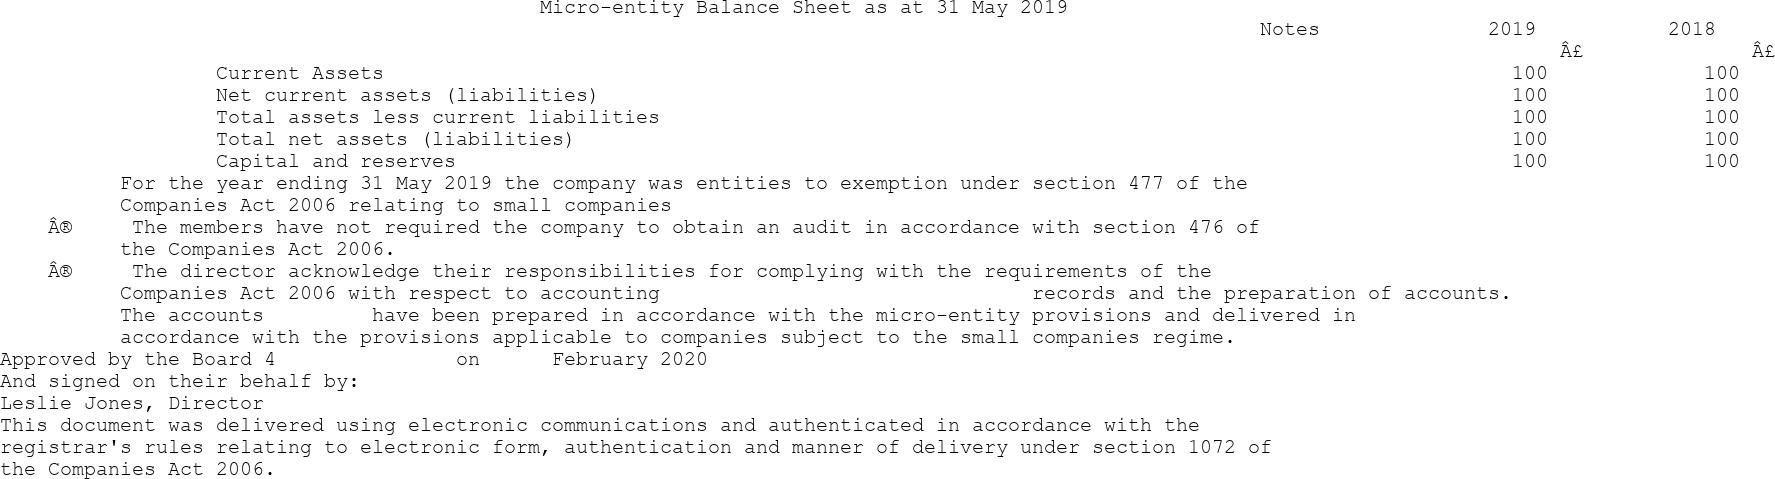 Micro-entity Balance Sheet as at 31 May 2019
Notes 2019 2018
Â£ Â£
Current Assets 100 100
Net current assets (liabilities) 100 100
Total assets less current liabilities 100 100
Total net assets (liabilities) 100 100
Capital and reserves 100 100
For the year ending 31 May 2019 the company was entities to exemption under section 477 of the
Companies Act 2006 relating to small companies
Â® The members have not required the company to obtain an audit in accordance with section 476 of
the Companies Act 2006.
Â® The director acknowledge their responsibilities for complying with the requirements of the
Companies Act 2006 with respect to accounting records and the preparation of accounts.
The accounts have been prepared in accordance with the micro-entity provisions and delivered in
accordance with the provisions applicable to companies subject to the small companies regime.
Approved by the Board 4 on February 2020
And signed on their behalf by:
Leslie Jones, Director
This document was delivered using electronic communications and authenticated in accordance with the
registrar's rules relating to electronic form, authentication and manner of delivery under section 1072 of
the Companies Act 2006.